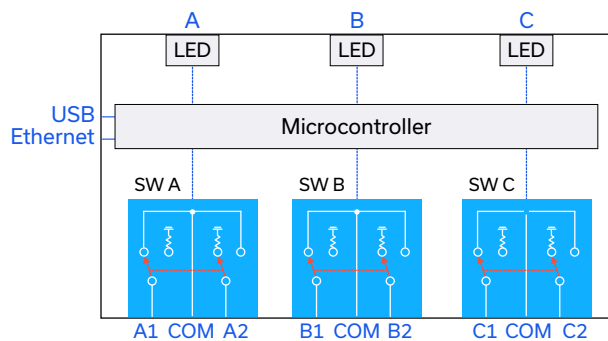 A B C
LED LED LED
USB
Ethernet
Microcontroller
SW A SW B SW C
A1 COM A2 B1 COM B2 C1 COM C2